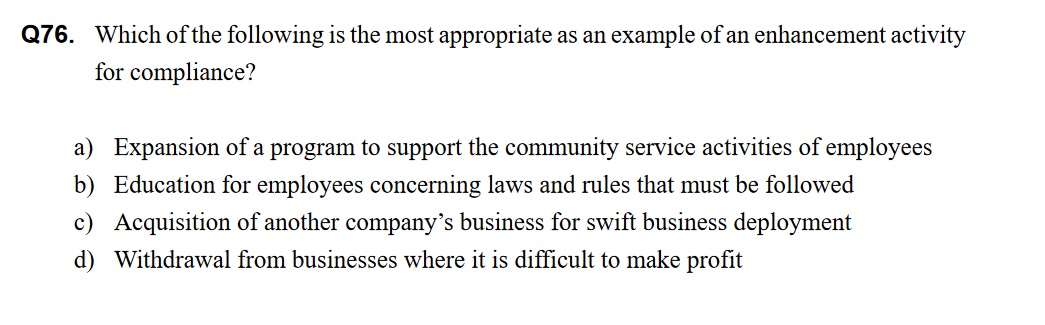 Q76. Which of the following is the most appropriate as an example of an enhancement activity
for compliance?
a) Expansion of a program to support the community service activities of employees
b) Education for employees concerning laws and rules that must be followed
c) Acquisition of another company’s business for swift business deployment
d) Withdrawal from businesses where it is difficult to make profit